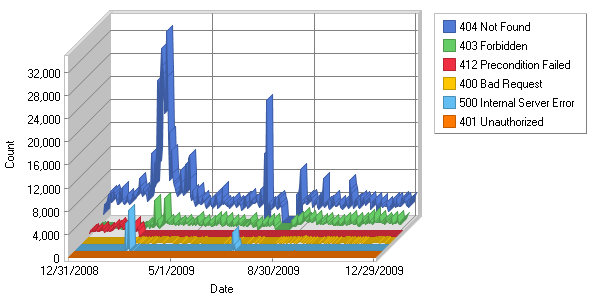 404 Not Found
403 Forbidden
412 Precondition Failed
400 Bad Request
500 Internal Server Error
401 Unauthorized
32,000
28,000
24,000
20,000
16,000
12,000
8,000
4,000
0
Count
12/31/2008
5/1/2009
8/30/2009
12/29/2009
Date